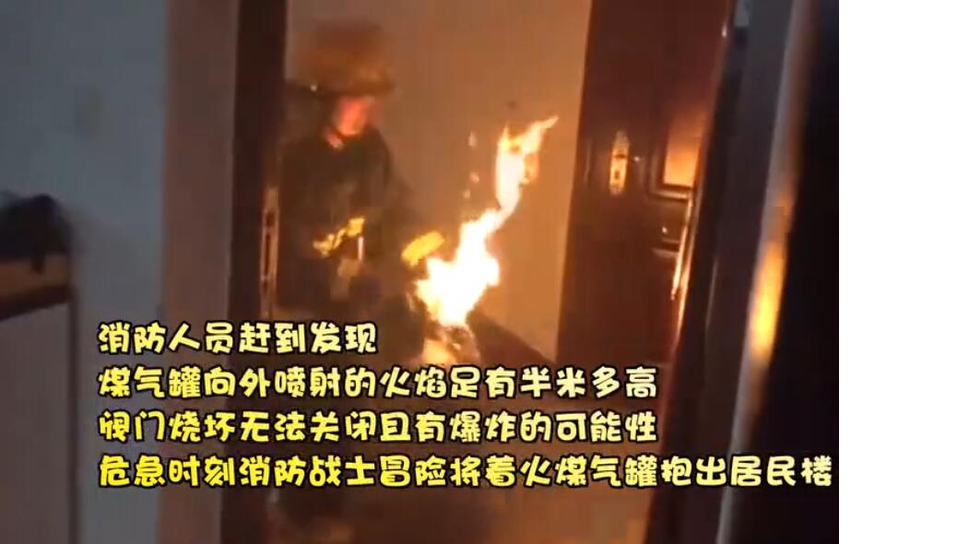 消防人员赶到发现
煤气罐向外喷射的火焰足有半米多高
阀门烧坏无法关闭且有爆炸的可能性
危急时刻消防战士冒险将着火煤气罐抱出居民楼